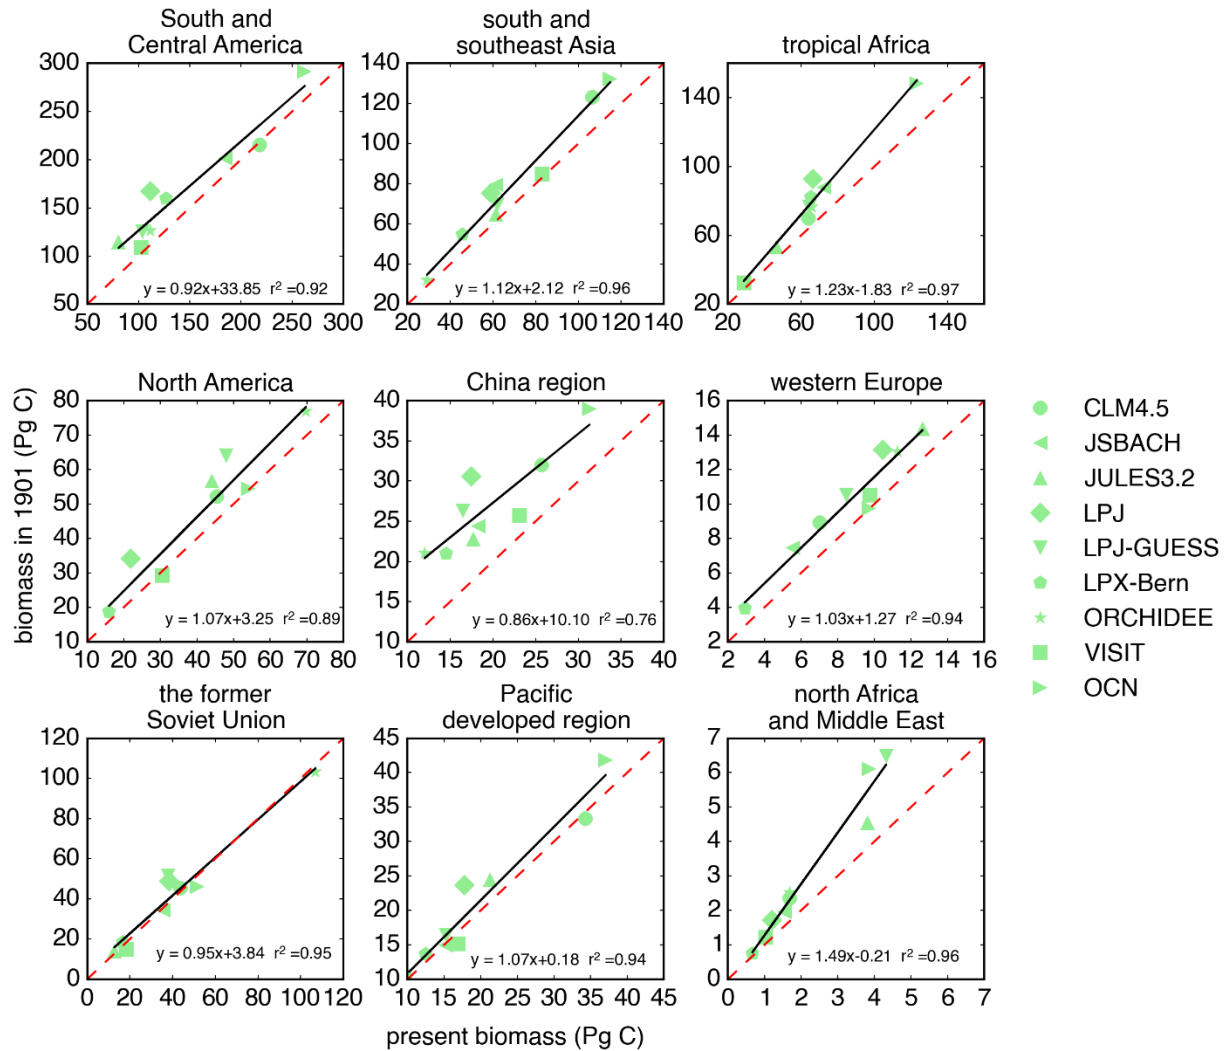 South and
Central America
south and
southeast Asia
tropical Africa
300
250
200
150
100
50
y = 0.92x+33.85 r² =0.92
50 100 150 200 250 300
140
120
100
80
60
40
20
y = 1.12x+2.12 r² =0.96
20 40 60 80 100 120 140
140
100
60
20
y = 1.23x-1.83 r² =0.97
20 60 100 140
biomass in 1901 (Pg C)
North America
China region
western Europe
80
70
60
50
40
30
20
10
y = 1.07x+3.25 r² =0.89
10 20 30 40 50 60 70 80
40
35
30
25
20
15
10
y = 0.86x+10.10 r² =0.76
10 15 20 25 30 35 40
16
14
12
10
8
6
4
2
y = 1.03x+1.27 r² =0.94
2 4 6 8 10 12 14 16
CLM4.5
JSBACH
JULES3.2
LPJ
LPJ-GUESS
LPX-Bern
ORCHIDEE
VISIT
OCN
the former
Soviet Union
Pacific
developed region
north Africa
and Middle East
120
100
80
60
40
20
0
y = 0.95x+3.84 r² =0.95
0 20 40 60 80 100 120
45
40
35
30
25
20
15
10
y = 1.07x+0.18 r² =0.94
10 15 20 25 30 35 40 45
7
6
5
4
3
2
1
0
y = 1.49x-0.21 r² =0.96
0 1 2 3 4 5 6 7
present biomass (Pg C)